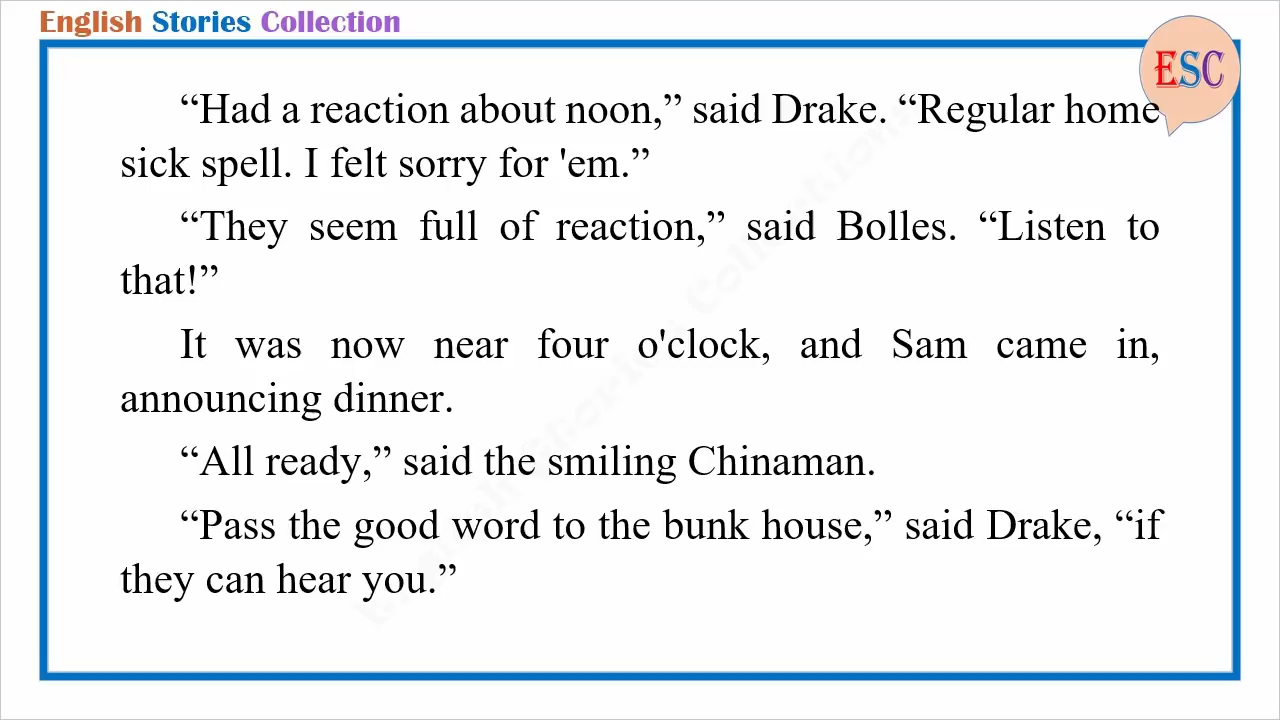 English Stories Collection
ESC
“Had a reaction about noon,” said Drake. “Regular home
sick spell. I felt sorry for 'em.”
“They seem full of reaction,” said Bolles. “Listen to
that!”
It was now near four o'clock, and Sam came in,
announcing dinner.
“All ready,” said the smiling Chinaman.
“Pass the good word to the bunk house,” said Drake, “if
they can hear you.”